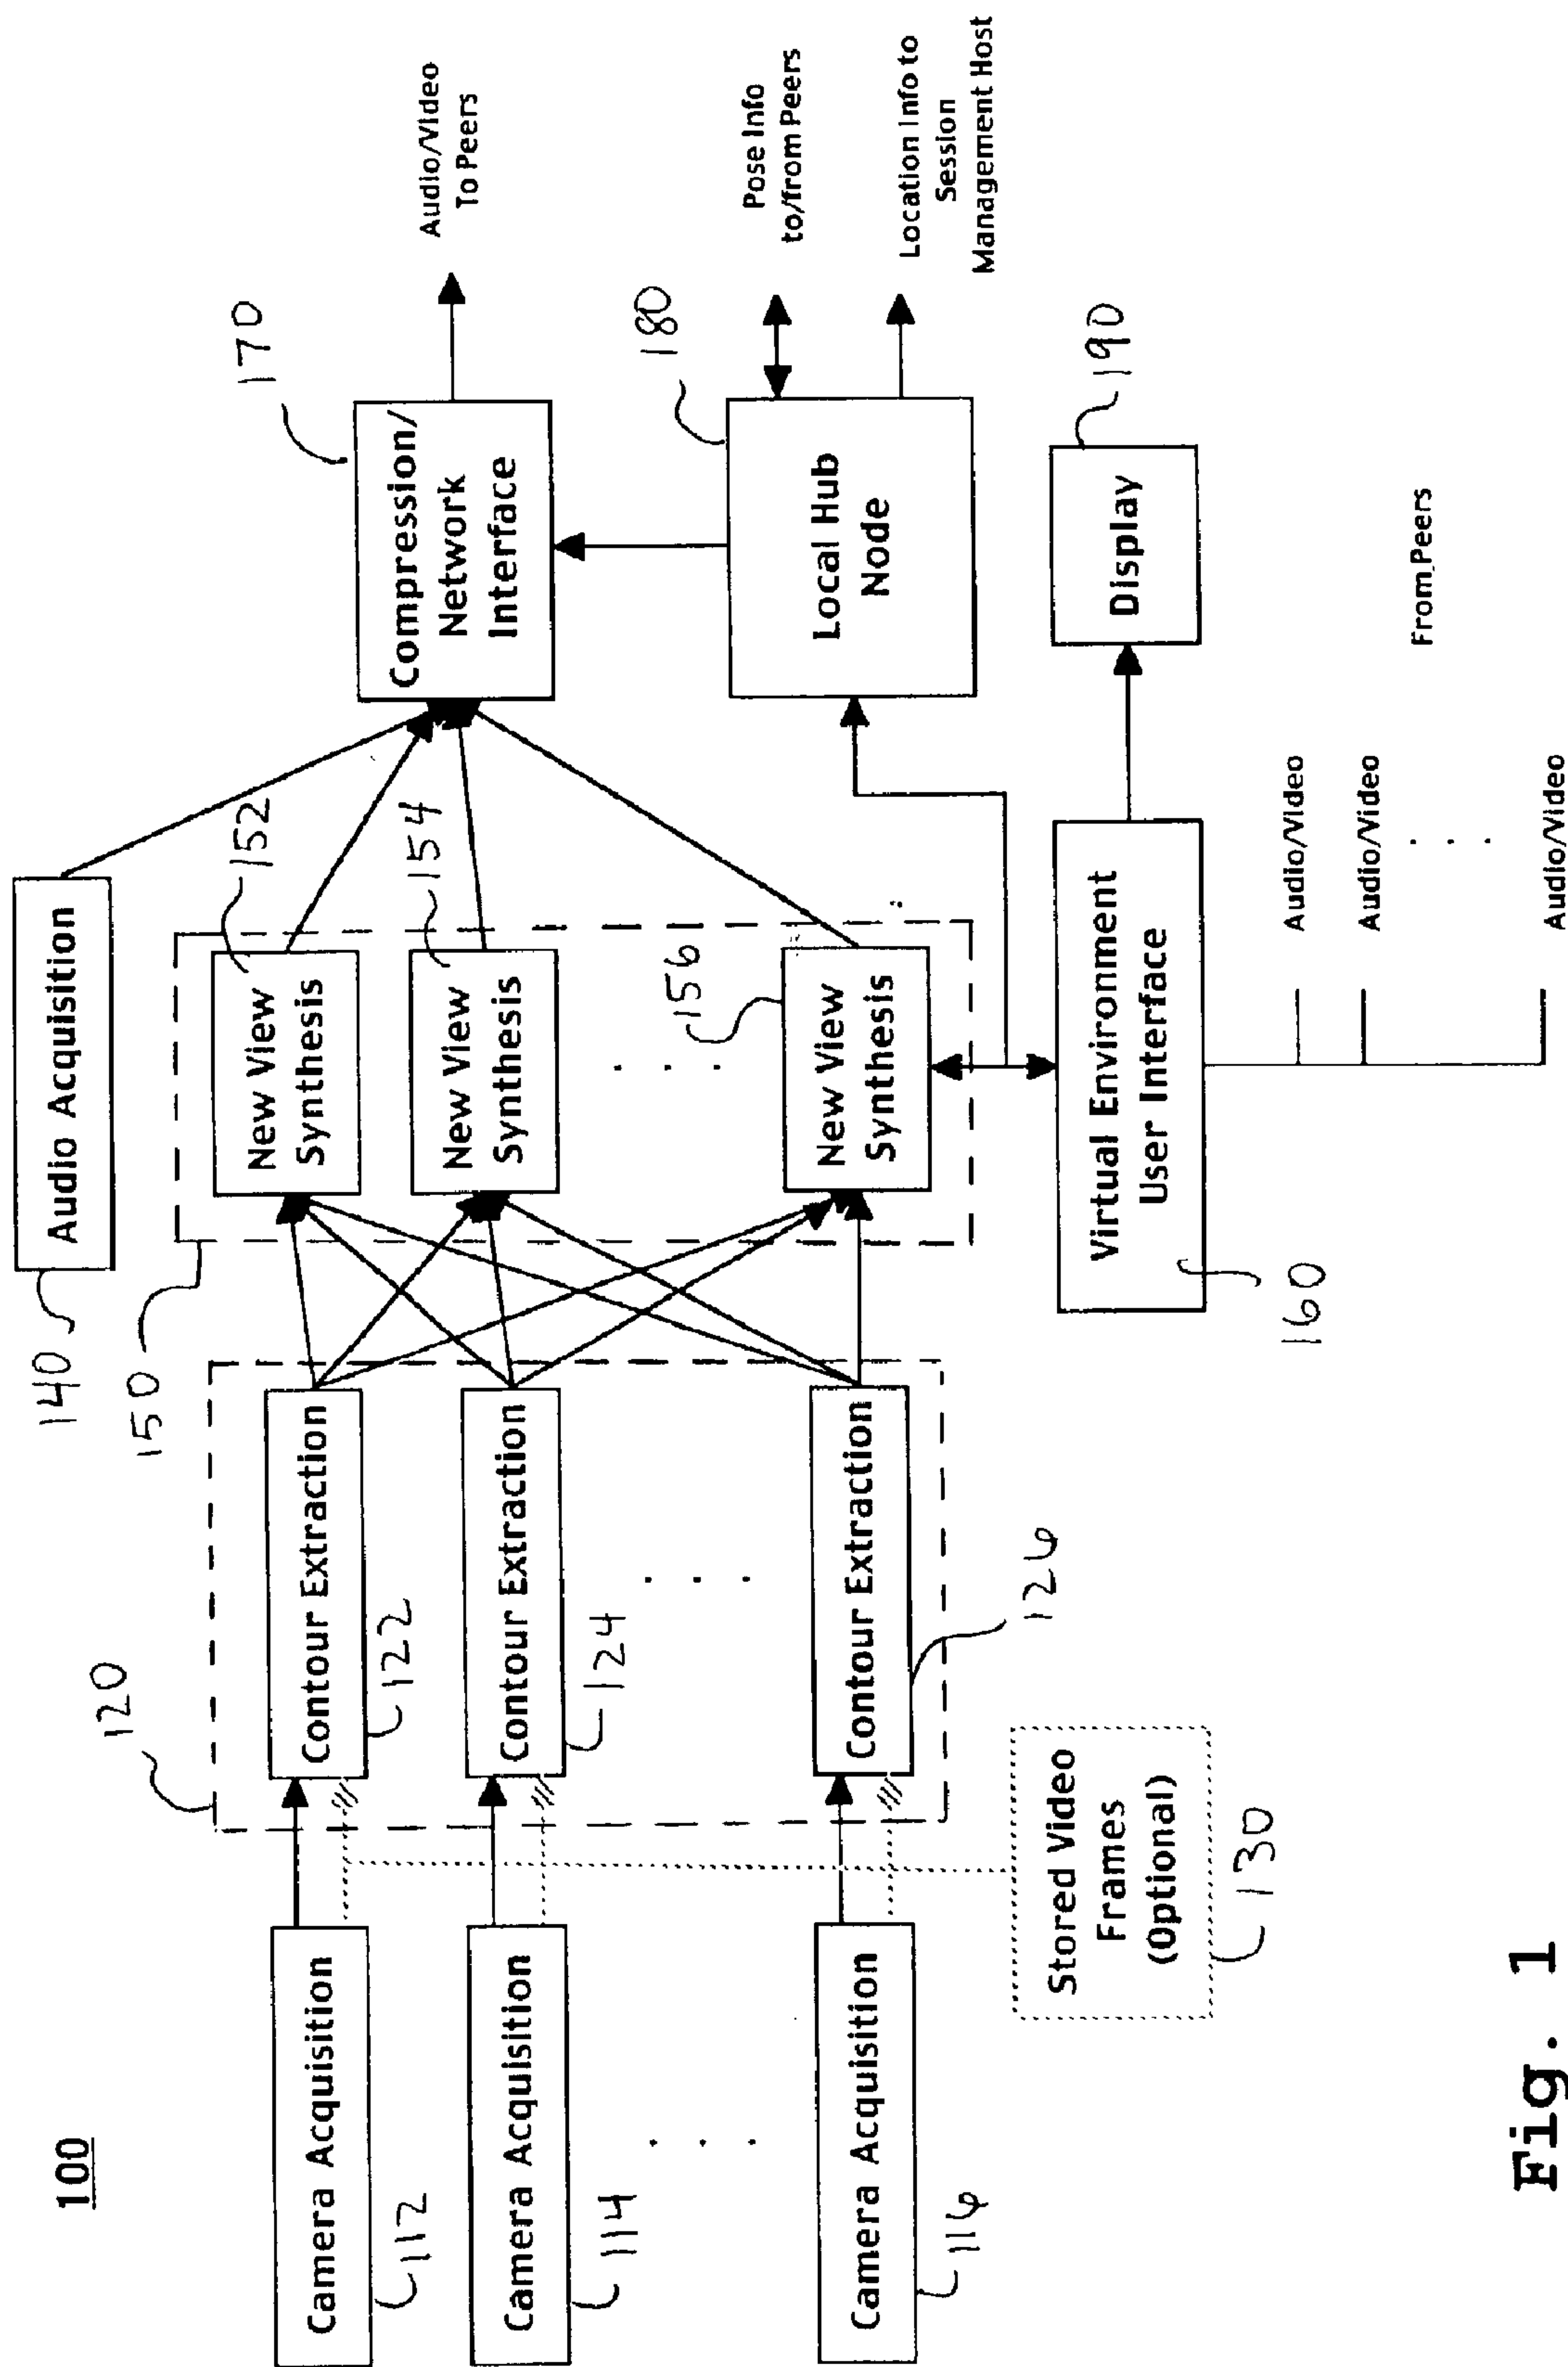 100
Camera Acquisition
112
Camera Acquisition
114
. . .
Camera Acquisition
116
120
Contour Extraction
122
Contour Extraction
124
. . .
Contour Extraction
126
Stored Video
Frames
(Optional)
130
Audio Acquisition
140
150
New View
Synthesis
152
New View
Synthesis
154
. . .
New View
Synthesis
156
Virtual Environment
User Interface
160
Compression/
Network
Interface
170
Audio/Video
To Peers
Local Hub
Node
180
Pose Info
to/from Peers
Location Info to
Session
Management Host
Display
190
Audio/Video
Audio/Video
. . .
Audio/Video
From Peers
Fig. 1